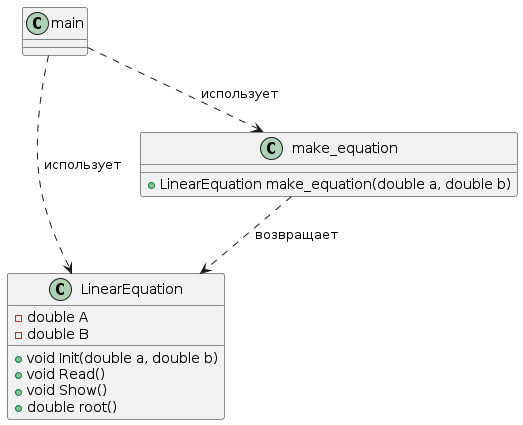 C main
использует
C make_equation
LinearEquation make_equation(double a, double b)
использует
возвращает
C LinearEquation
double A
double B
void Init(double a, double b)
void Read()
void Show()
double root()